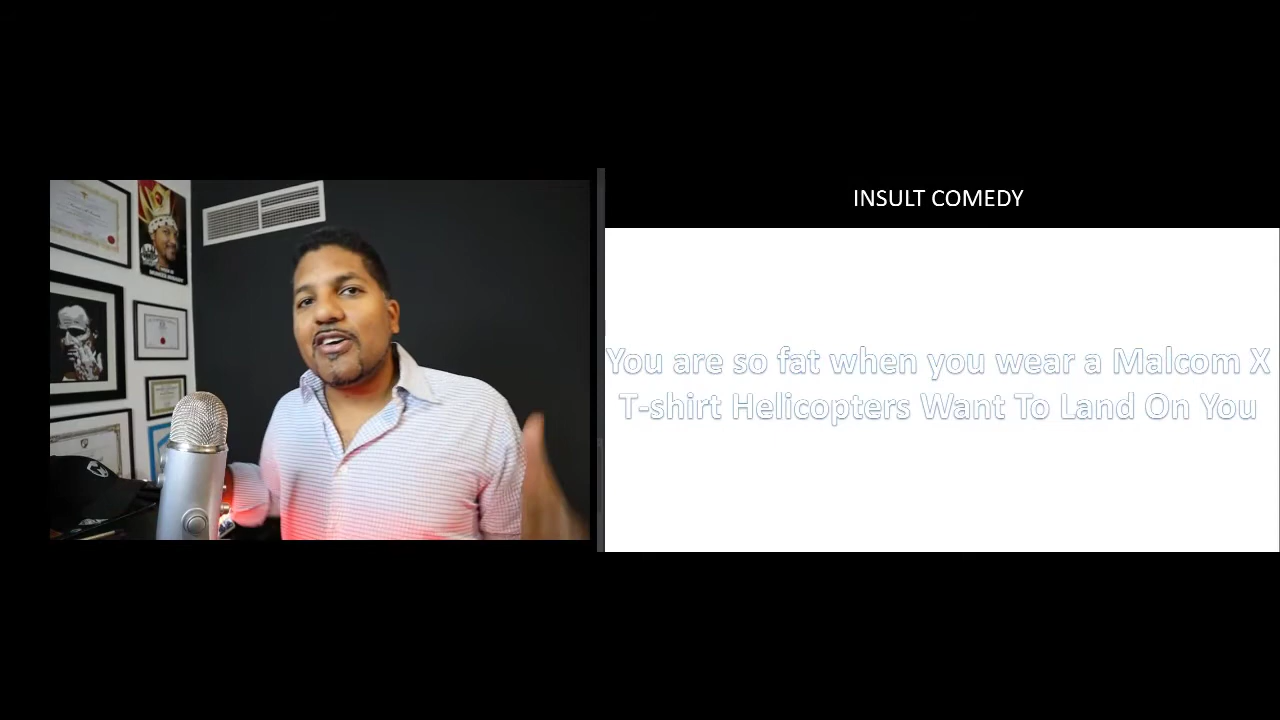 INSULT COMEDY
You are so fat when you wear a Malcom X
T-shirt Helicopters Want To Land On You